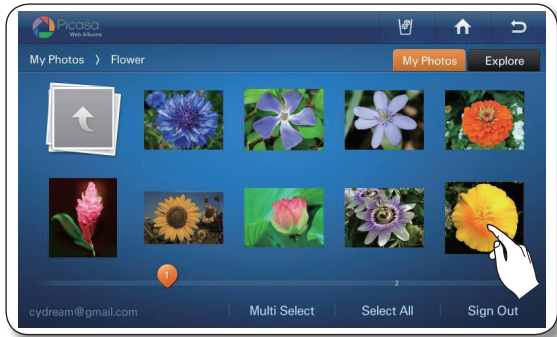 Picasa
Web Albums
My Photos 〉 Flower
My Photos
Explore
1
2
cydream@gmail.com
Multi Select
Select All
Sign Out